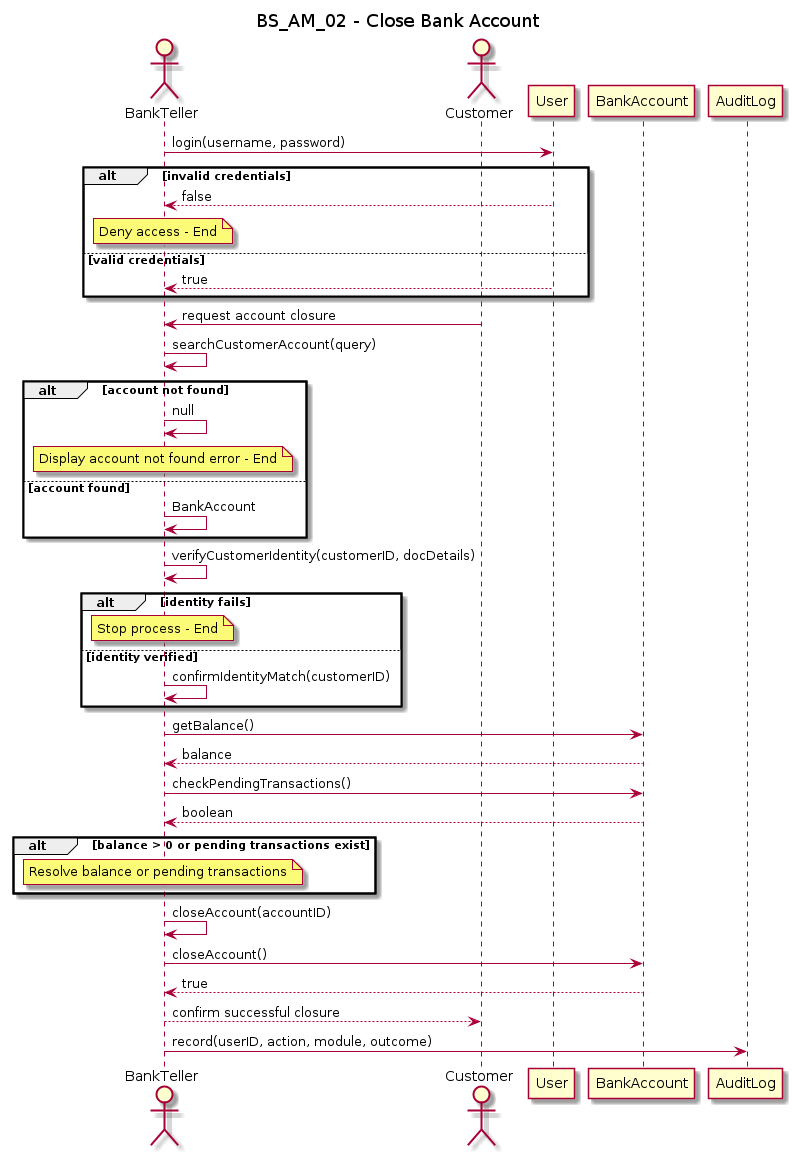 BS_AM_02 - Close Bank Account
BankTeller
Customer
User
BankAccount
AuditLog
login(username, password)
alt
[invalid credentials]
false
Deny access - End
[valid credentials]
true
request account closure
searchCustomerAccount(query)
alt
[account not found]
null
Display account not found error - End
[account found]
BankAccount
verifyCustomerIdentity(customerID, docDetails)
alt
[identity fails]
Stop process - End
[identity verified]
confirmIdentityMatch(customerID)
getBalance()
balance
checkPendingTransactions()
boolean
alt
[balance > 0 or pending transactions exist]
Resolve balance or pending transactions
closeAccount(accountID)
closeAccount()
true
confirm successful closure
record(userID, action, module, outcome)
BankTeller
Customer
User
BankAccount
AuditLog